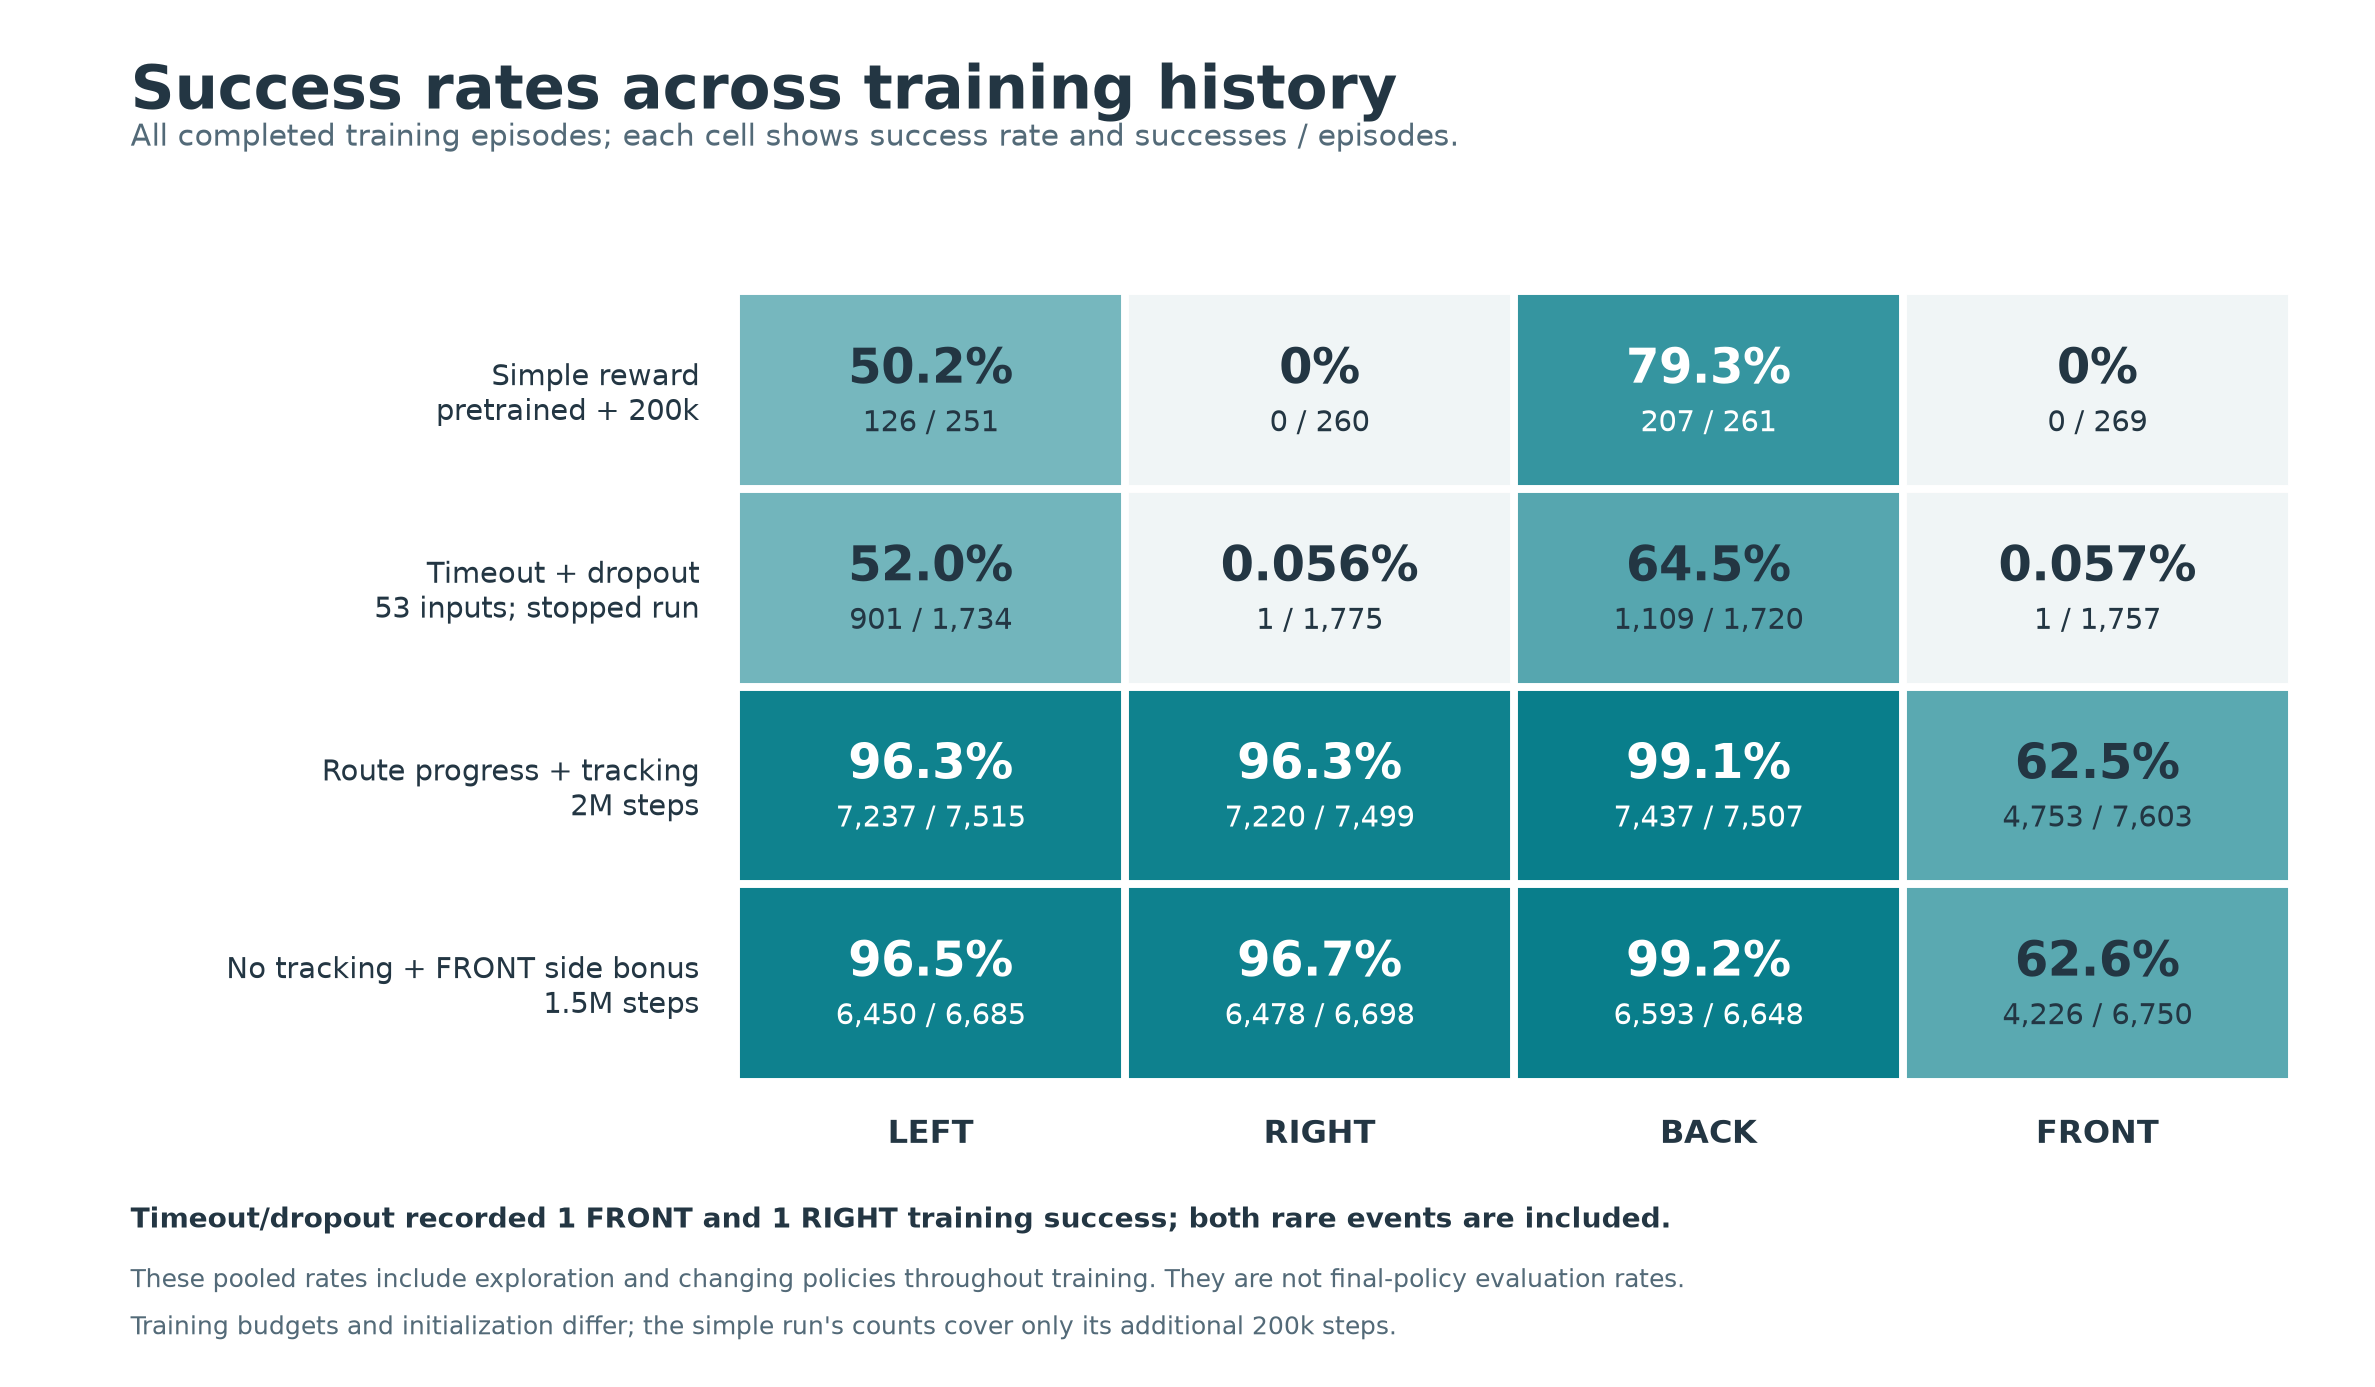 Success rates across training history
All completed training episodes; each cell shows success rate and successes / episodes.
Simple reward
pretrained + 200k
50.2%
126 / 251
0%
0 / 260
79.3%
207 / 261
0%
0 / 269
Timeout + dropout
53 inputs; stopped run
52.0%
901 / 1,734
0.056%
1 / 1,775
64.5%
1,109 / 1,720
0.057%
1 / 1,757
Route progress + tracking
2M steps
96.3%
7,237 / 7,515
96.3%
7,220 / 7,499
99.1%
7,437 / 7,507
62.5%
4,753 / 7,603
No tracking + FRONT side bonus
1.5M steps
96.5%
6,450 / 6,685
96.7%
6,478 / 6,698
99.2%
6,593 / 6,648
62.6%
4,226 / 6,750
LEFT
RIGHT
BACK
FRONT
Timeout/dropout recorded 1 FRONT and 1 RIGHT training success; both rare events are included.
These pooled rates include exploration and changing policies throughout training. They are not final-policy evaluation rates.
Training budgets and initialization differ; the simple run's counts cover only its additional 200k steps.